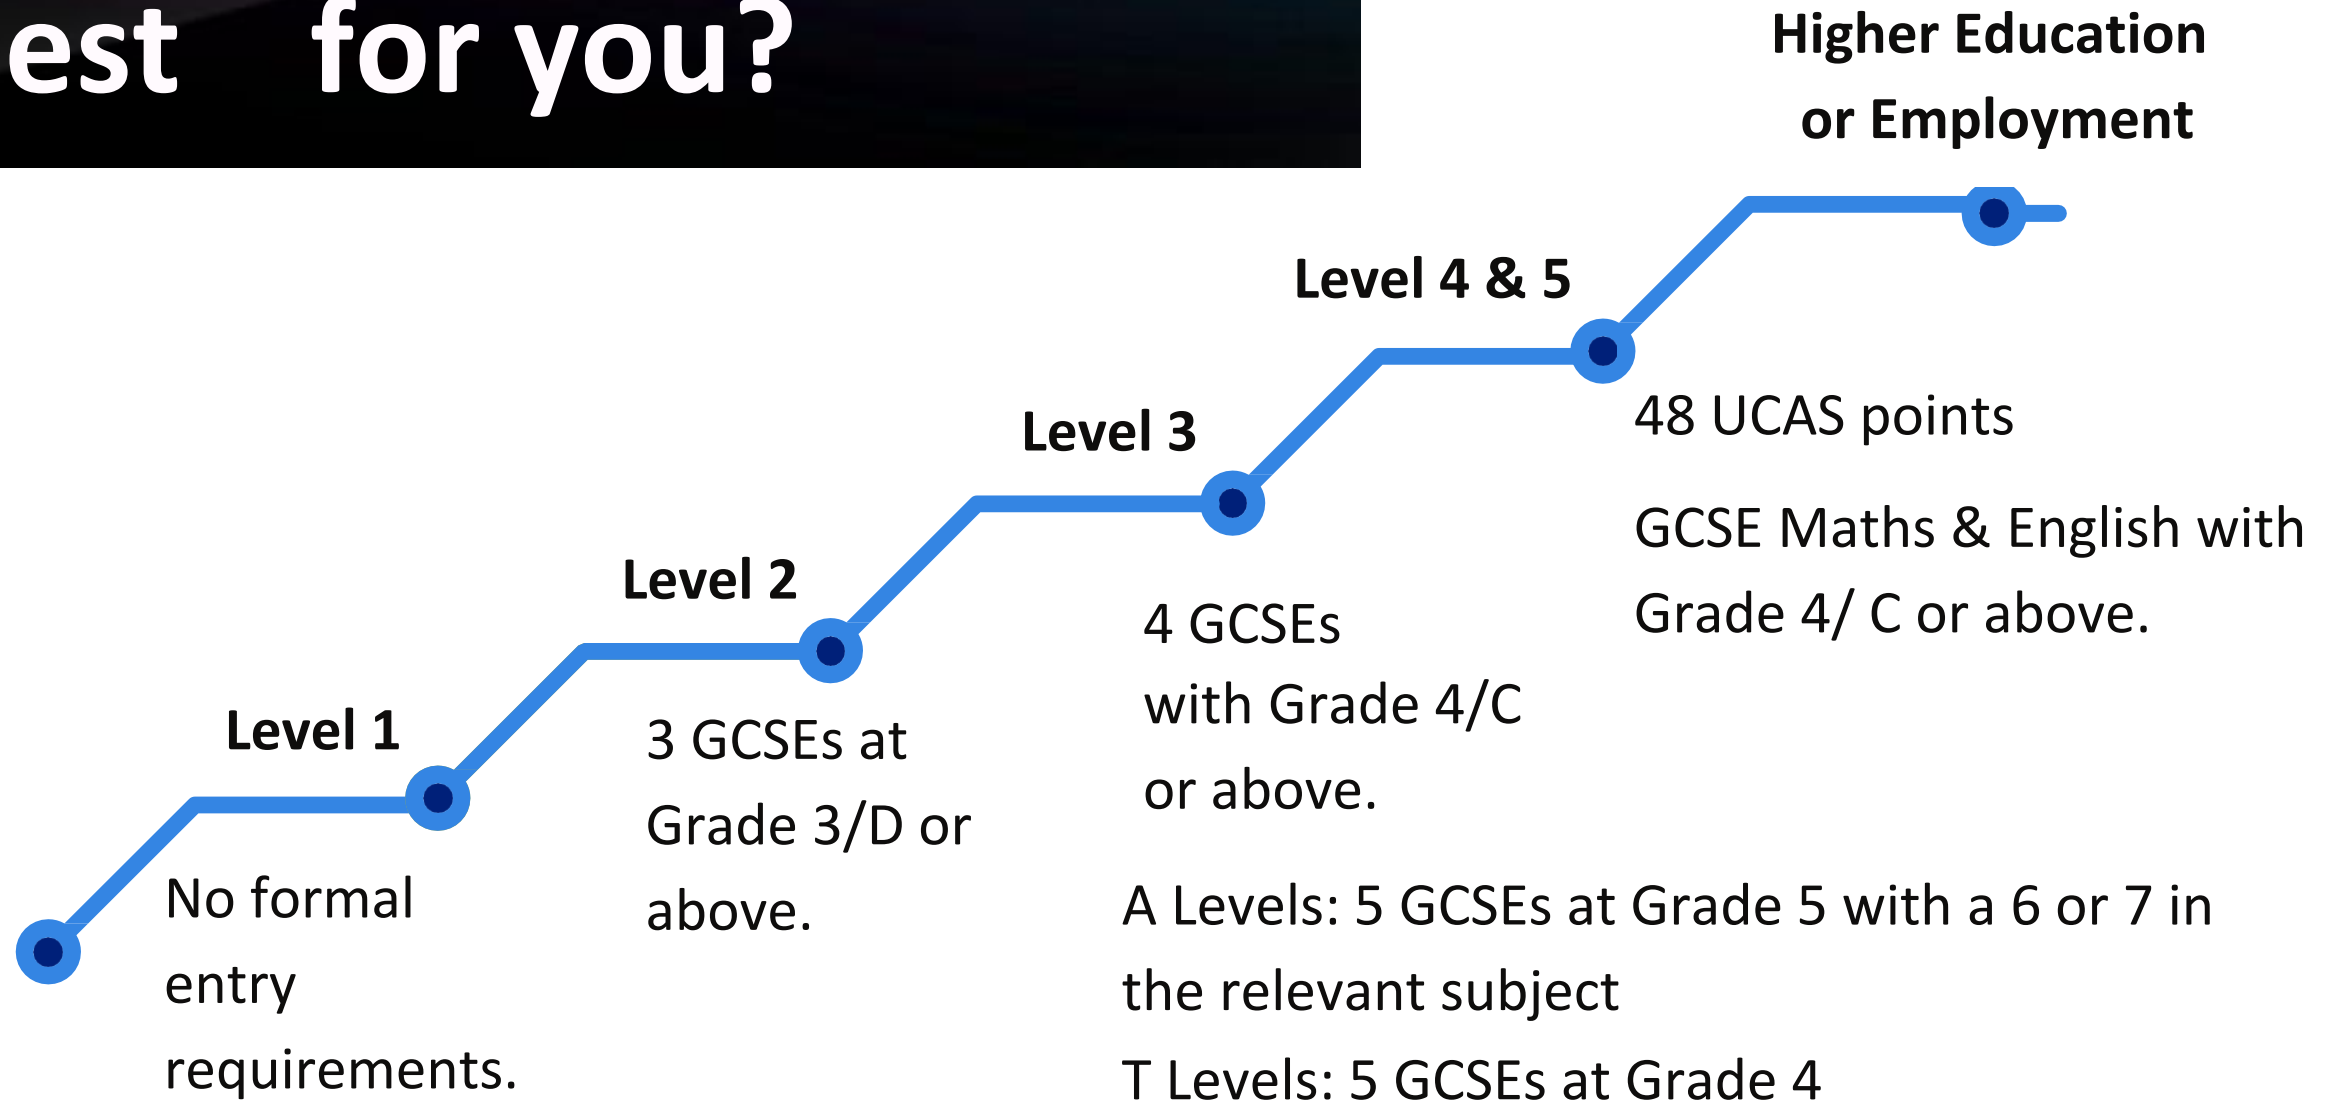 est for you?
Higher Education
or Employment
Level 4 & 5
48 UCAS points
GCSE Maths & English with
Grade 4/ C or above.
Level 3
4 GCSEs
with Grade 4/C
or above.
A Levels: 5 GCSEs at Grade 5 with a 6 or 7 in
the relevant subject
T Levels: 5 GCSEs at Grade 4
Level 2
3 GCSEs at
Grade 3/D or
above.
Level 1
No formal
entry
requirements.